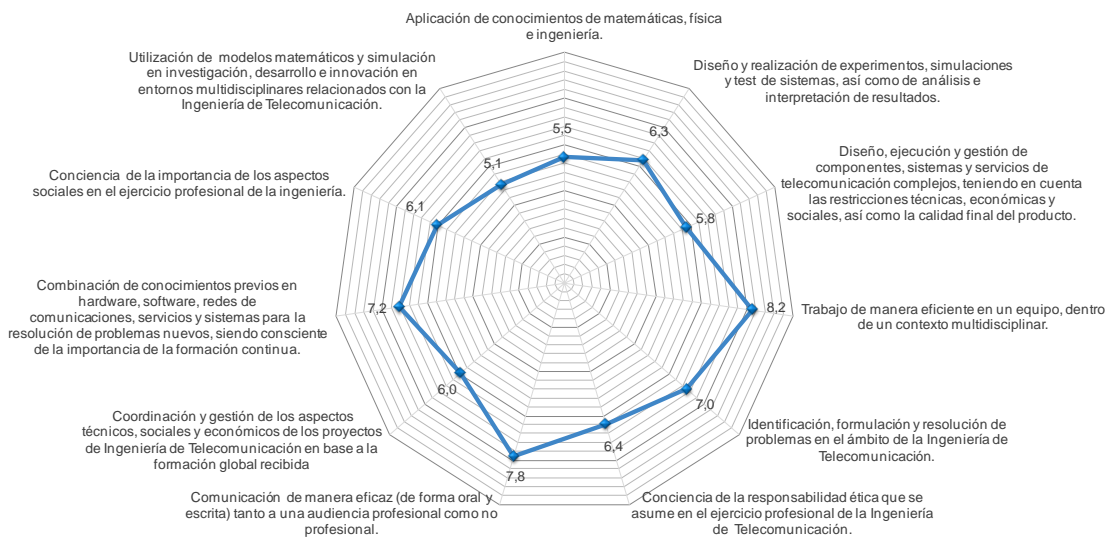 Aplicación de conocimientos de matemáticas, física
e ingeniería.
5,5
Diseño y realización de experimentos, simulaciones
y test de sistemas, así como de análisis e
interpretación de resultados.
6,3
Diseño, ejecución y gestión de
componentes, sistemas y servicios de
telecomunicación complejos, teniendo en cuenta
las restricciones técnicas, económicas y
sociales, así como la calidad final del producto.
5,8
Trabajo de manera eficiente en un equipo, dentro
de un contexto multidisciplinar.
8,2
Identificación, formulación y resolución de
problemas en el ámbito de la Ingeniería de
Telecomunicación.
7,0
Conciencia de la responsabilidad ética que se
asume en el ejercicio profesional de la Ingeniería
de Telecomunicación.
6,4
Comunicación de manera eficaz (de forma oral y
escrita) tanto a una audiencia profesional como no
profesional.
7,8
Coordinación y gestión de los aspectos
técnicos, sociales y económicos de los proyectos
de Ingeniería de Telecomunicación en base a la
formación global recibida
6,0
Combinación de conocimientos previos en
hardware, software, redes de
comunicaciones, servicios y sistemas para la
resolución de problemas nuevos, siendo consciente
de la importancia de la formación continua.
7,2
Conciencia de la importancia de los aspectos
sociales en el ejercicio profesional de la ingeniería.
6,1
Utilización de modelos matemáticos y simulación
en investigación, desarrollo e innovación en
entornos multidisciplinares relacionados con la
Ingeniería de Telecomunicación.
5,1